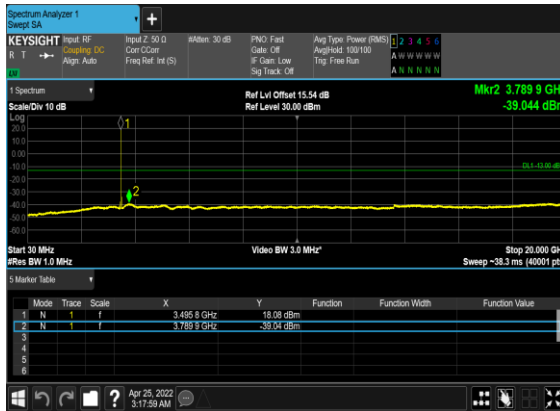 Spectrum Analyzer 1
Swept SA
+
KEYSIGHT Input: RF Input Z: 50 Ω #Atten: 30 dB PNO: Fast Avg Type: Power (RMS) 1 2 3 4 5 6
R T Coupling: DC Corr CCorr Gate: Off Avg|Hold: 100/100 A W W W W W
Align: Auto Freq Ref: Int (S) IF Gain: Low Trig: Free Run
Sig Track: Off A N N N N N
1 Spectrum Ref Lvl Offset 15.54 dB Mkr2 3.789 9 GHz
Scale/Div 10 dB Ref Level 30.00 dBm -39.044 dBm
Log
20.0
10.0
0.00
-10.0
DL1 -13.00 dB
-20.0
-30.0
-40.0
-50.0
-60.0
1
2
Start 30 MHz Video BW 3.0 MHz* Stop 20.000 GH
#Res BW 1.0 MHz Sweep ~38.3 ms (40001 pt
5 Marker Table
Mode Trace Scale X Y Function Function Width Function Value
1 N 1 f 3.495 8 GHz 18.08 dBm
2 N 1 f 3.789 9 GHz -39.04 dBm
3
4
5
6
? Apr 25, 2022
3:17:59 AM